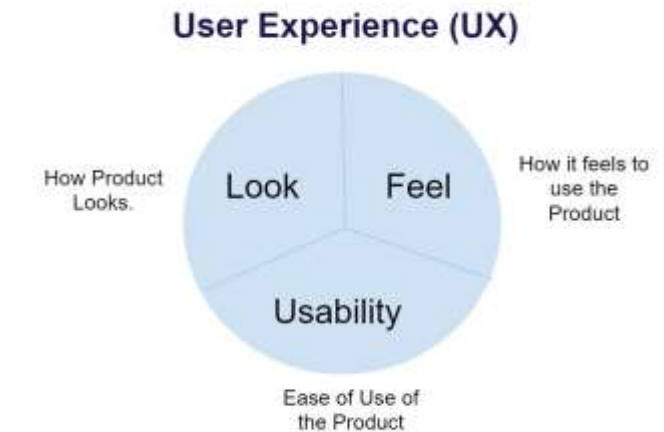 User Experience (UX)
How Product
Looks.
Look
Feel
How it feels to
use the
Product
Usability
Ease of Use of
the Product